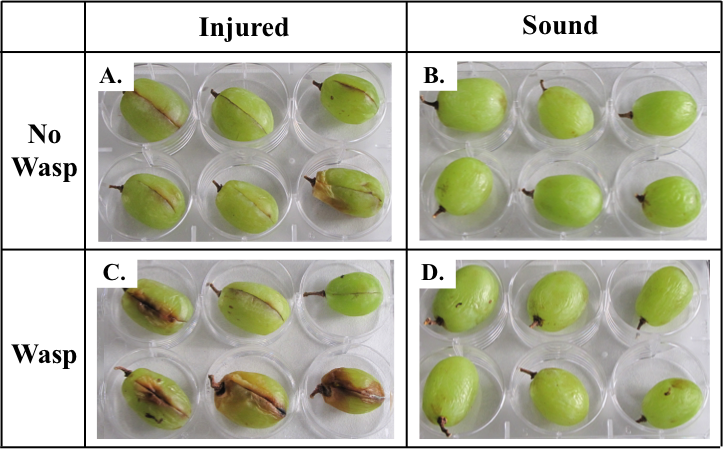 Injured
Sound
No
Wasp
A.
B.
Wasp
C.
D.